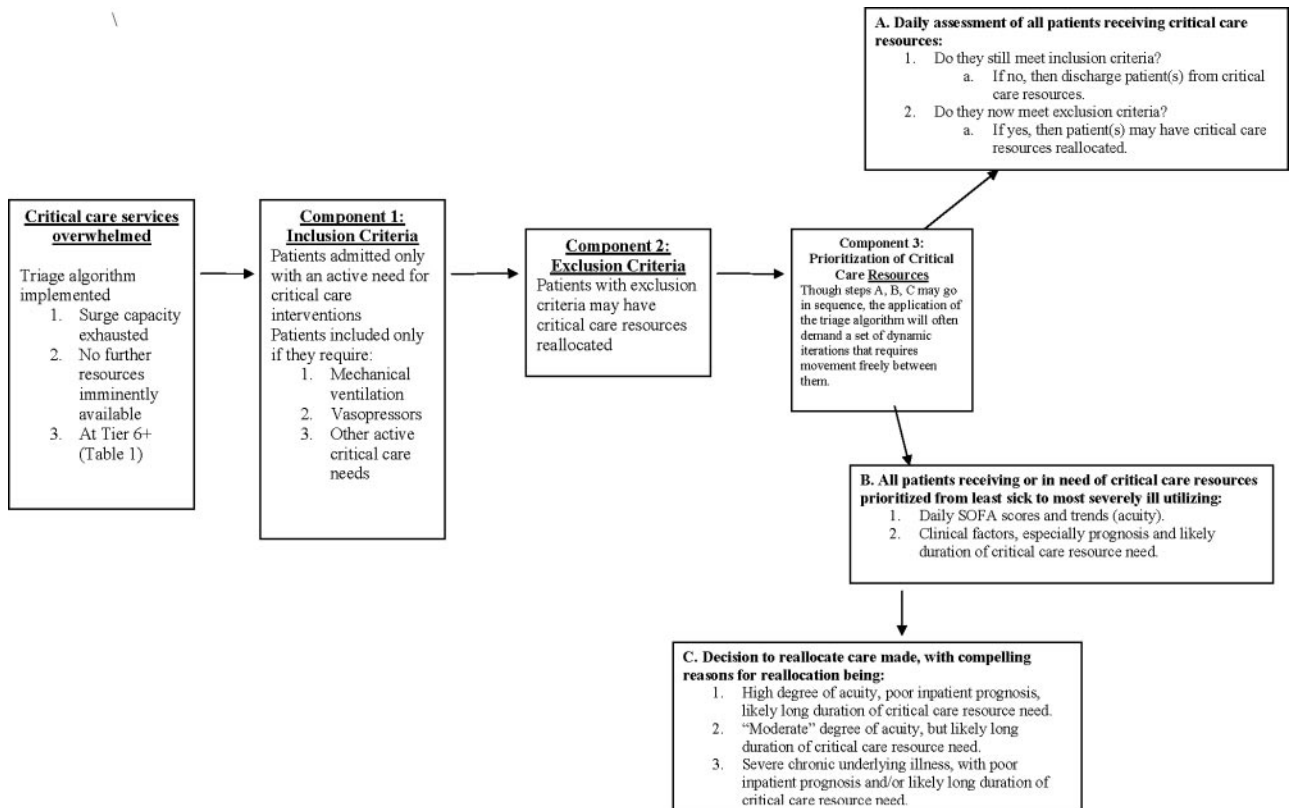 \
A. Daily assessment of all patients receiving critical care
resources:
1. Do they still meet inclusion criteria?
a. If no, then discharge patient(s) from critical
care resources.
2. Do they now meet exclusion criteria?
a. If yes, then patient(s) may have critical care
resources reallocated.
Critical care services
overwhelmed
Triage algorithm
implemented
1. Surge capacity
exhausted
2. No further
resources
imminently
available
3. At Tier 6+
(Table 1)
Component 1:
Inclusion Criteria
Patients admitted only
with an active need for
critical care
interventions
Patients included only
if they require:
1. Mechanical
ventilation
2. Vasopressors
3. Other active
critical care
needs
Component 2:
Exclusion Criteria
Patients with exclusion
criteria may have
critical care resources
reallocated
Component 3:
Prioritization of Critical
Care Resources
Though steps A, B, C may go
in sequence, the application of
the triage algorithm will often
demand a set of dynamic
iterations that requires
movement freely between
them.
B. All patients receiving or in need of critical care resources
prioritized from least sick to most severely ill utilizing:
1. Daily SOFA scores and trends (acuity).
2. Clinical factors, especially prognosis and likely
duration of critical care resource need.
C. Decision to reallocate care made, with compelling
reasons for reallocation being:
1. High degree of acuity, poor inpatient prognosis,
likely long duration of critical care resource need.
2. “Moderate” degree of acuity, but likely long
duration of critical care resource need.
3. Severe chronic underlying illness, with poor
inpatient prognosis and/or likely long duration of
critical care resource need.